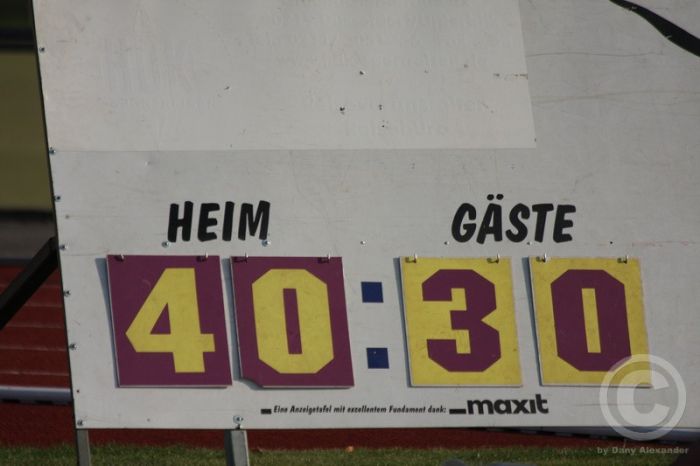 HEIM GÄSTE
40:30
Eine Anzeigetafel mit exzellentem Fundament dank: maxit
©
by Dany Alexander